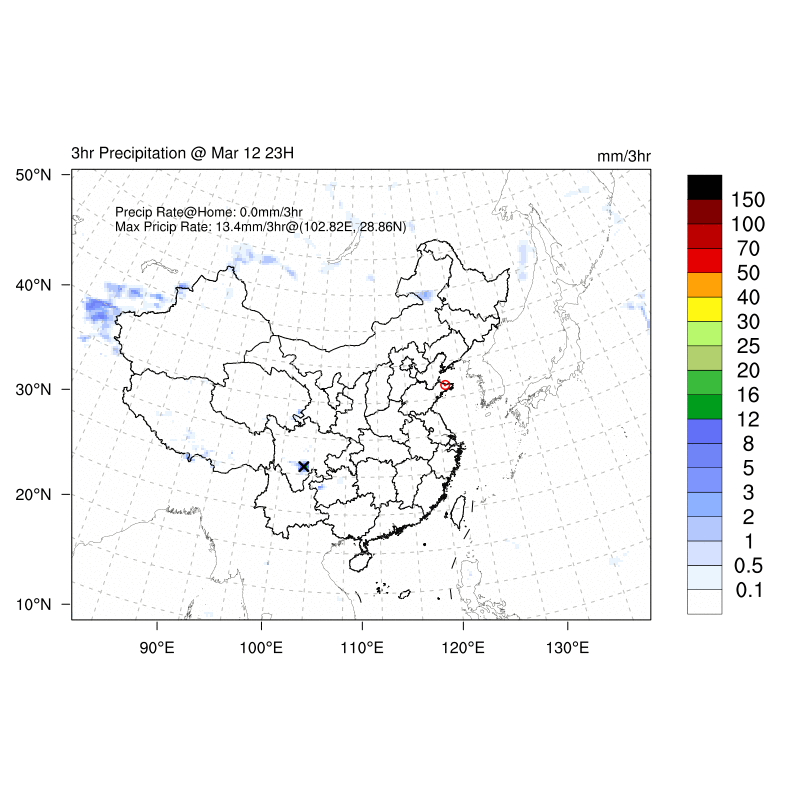 3hr Precipitation @ Mar 12 23H
mm/3hr
Precip Rate@Home: 0.0mm/3hr
Max Pricip Rate: 13.4mm/3hr@(102.82E, 28.86N)
50°N
40°N
30°N
20°N
10°N
90°E
100°E
110°E
120°E
130°E
150
100
70
50
40
30
25
20
16
12
8
5
3
2
1
0.5
0.1